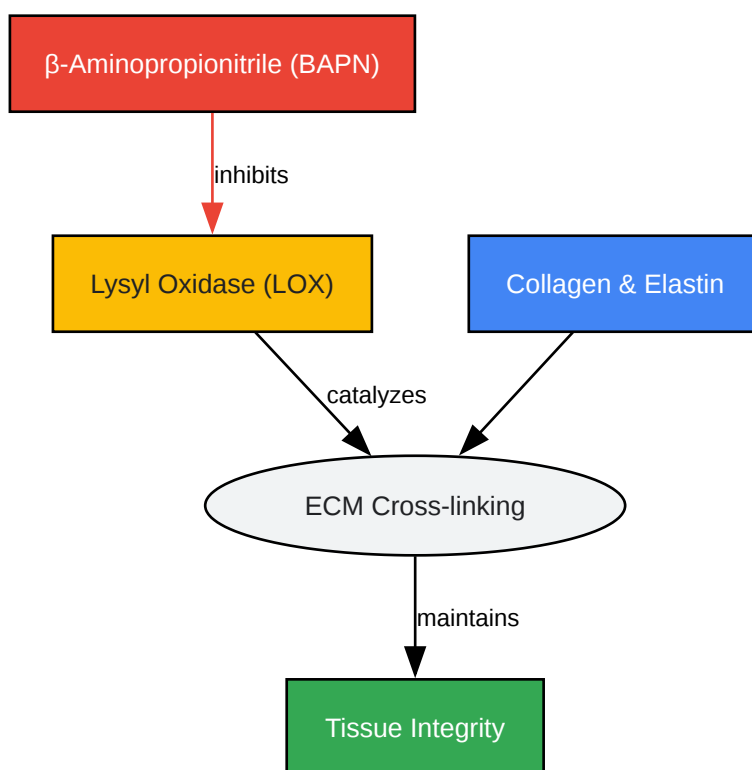 β-Aminopropionitrile (BAPN)
inhibits
Lysyl Oxidase (LOX)
Collagen & Elastin
catalyzes
ECM Cross-linking
maintains
Tissue Integrity